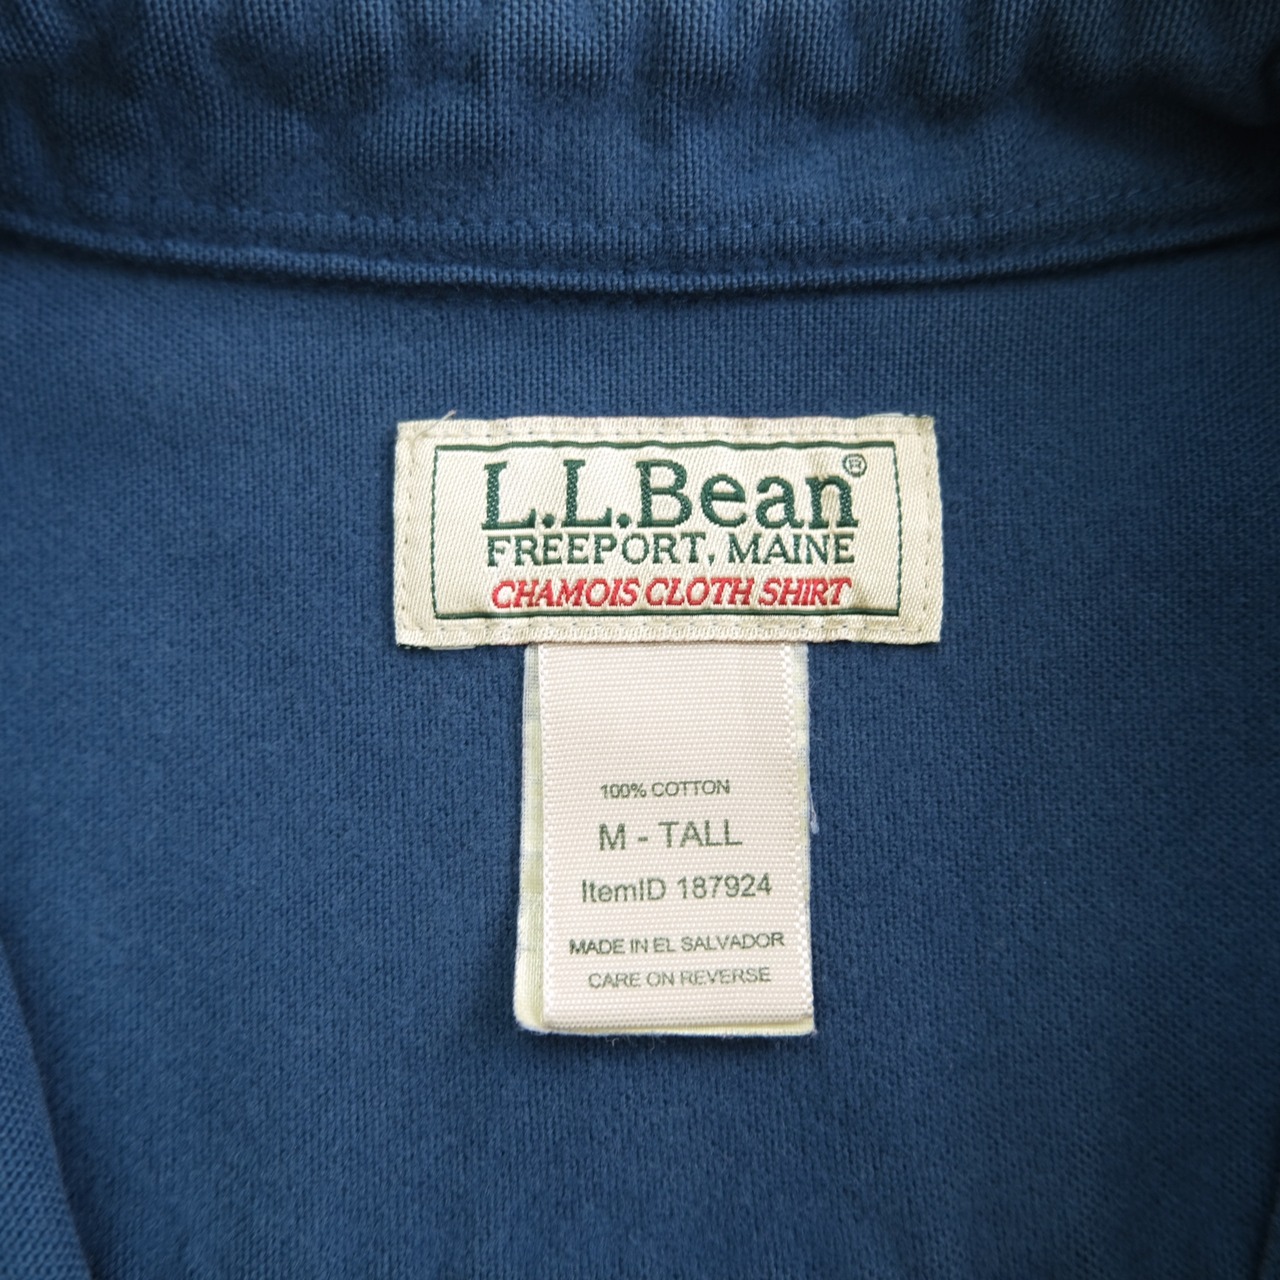 L.L.Bean®
FREEPORT, MAINE
CHAMOIS CLOTH SHIRT
100% COTTON
M - TALL
ItemID 187924
MADE IN EL SALVADOR
CARE ON REVERSE